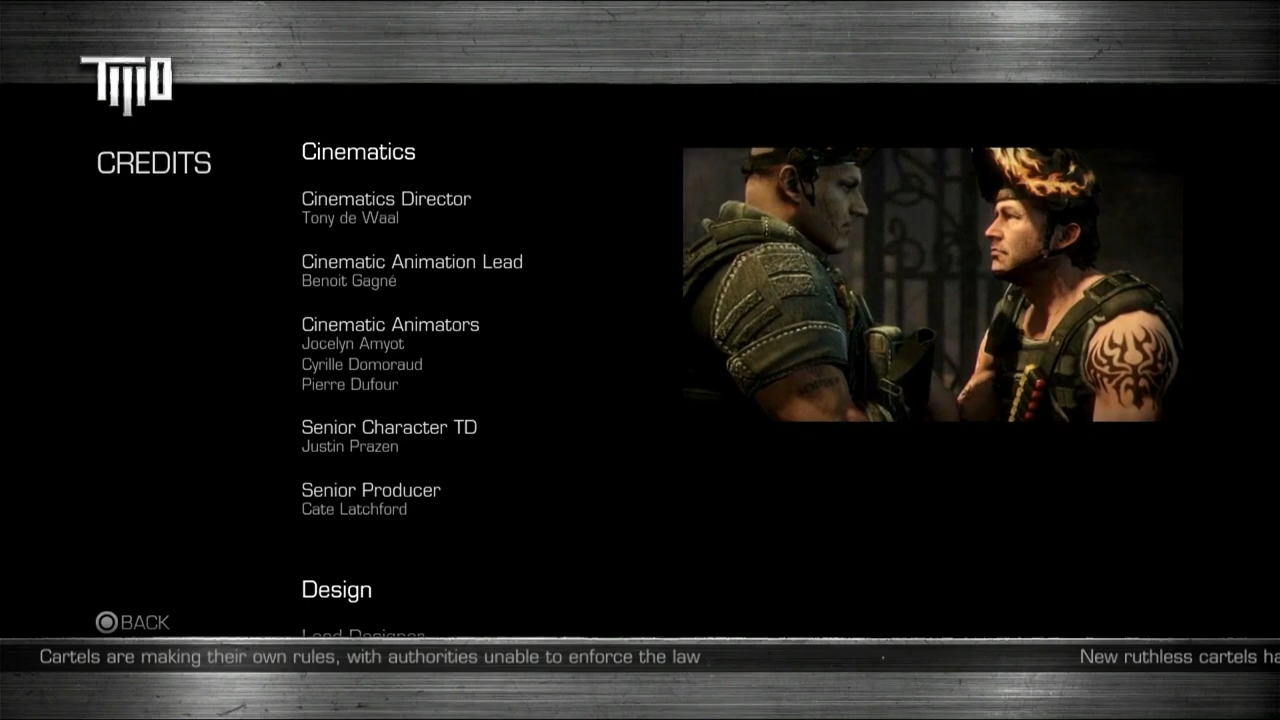 CREDITS
Cinematics
Cinematics Director
Tony de Waal
Cinematic Animation Lead
Benoit Gagné
Cinematic Animators
Jocelyn Amyot
Cyrille Domoraud
Pierre Dufour
Senior Character TD
Justin Prazen
Senior Producer
Cate Latchford
Design
Lead Designer
BACK
Cartels are making their own rules, with authorities unable to enforce the law
New ruthless cartels